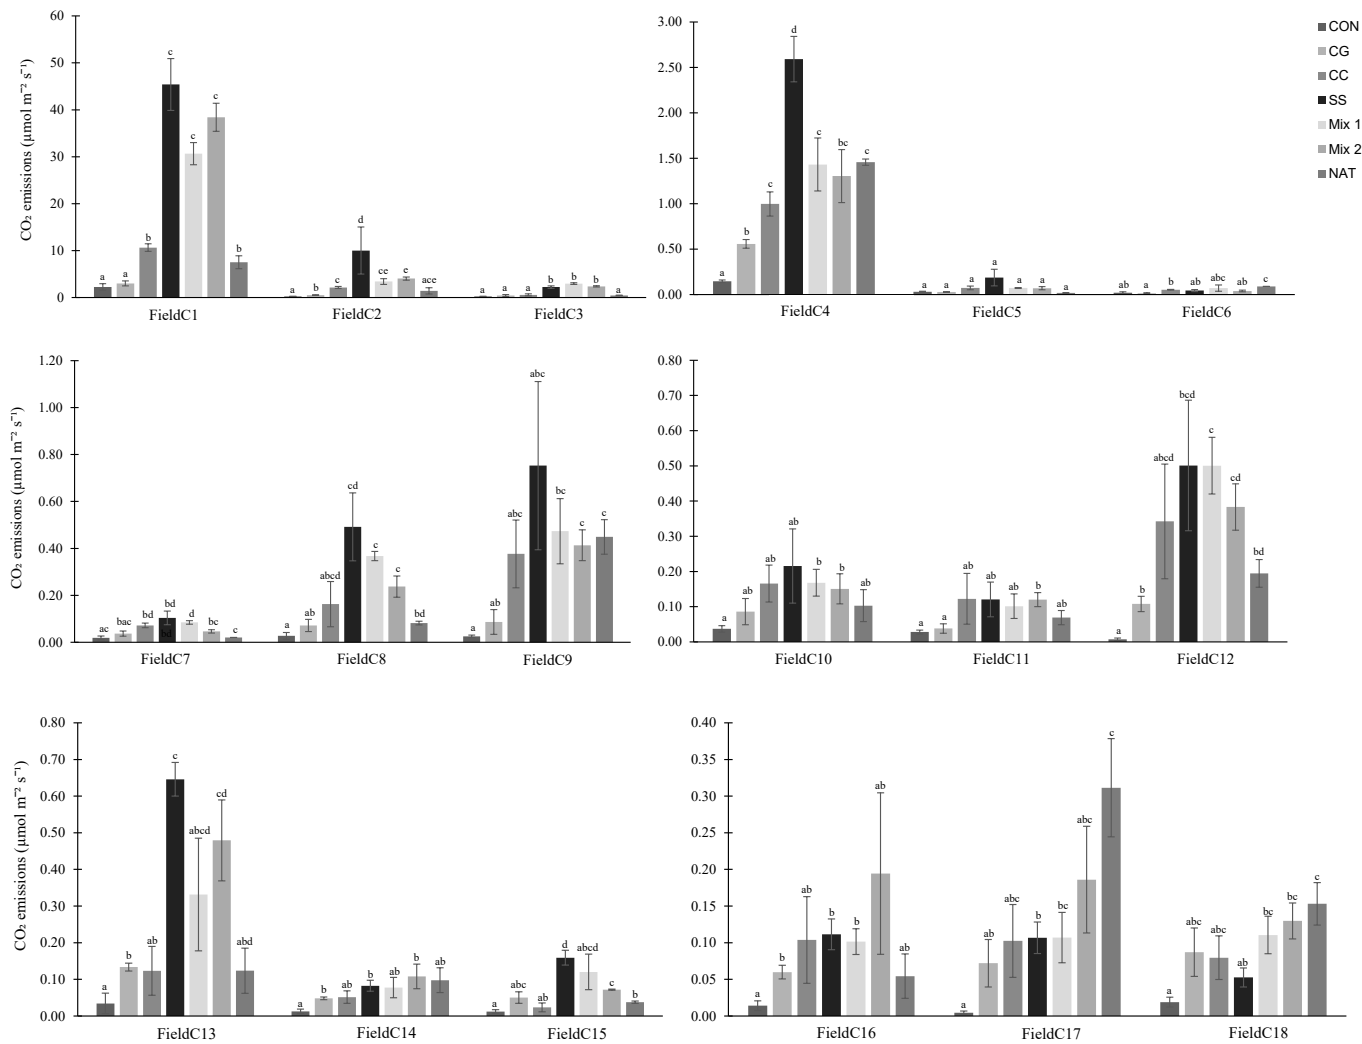 CO₂ emissions (µmol m⁻² s⁻¹)
60
50
40
30
20
10
0
a a b c c c b
a b c d ce e ace
a a a b b b a
FieldC1 FieldC2 FieldC3
3.00
2.50
2.00
1.50
1.00
0.50
0.00
a b c d c bc c
a a a a a a a
ab a b ab abc ab c
FieldC4 FieldC5 FieldC6
CON
CG
CC
SS
Mix 1
Mix 2
NAT
CO₂ emissions (µmol m⁻² s⁻¹)
1.20
1.00
0.80
0.60
0.40
0.20
0.00
ac bac bd bd d bc c
bd
a ab abcd cd c c bd
a ab abc abc bc c c
FieldC7 FieldC8 FieldC9
0.80
0.70
0.60
0.50
0.40
0.30
0.20
0.10
0.00
a ab ab ab b b ab
a a ab ab ab b ab
a b abcd bcd c cd bd
FieldC10 FieldC11 FieldC12
CO₂ emissions (µmol m⁻² s⁻¹)
0.80
0.70
0.60
0.50
0.40
0.30
0.20
0.10
0.00
a b ab c abcd cd abd
a b ab b ab b ab
a abc ab d abcd c b
FieldC13 FieldC14 FieldC15
0.40
0.35
0.30
0.25
0.20
0.15
0.10
0.05
0.00
a b ab b b ab ab
a ab abc b bc abc c
a bc abc ab bc bc c
FieldC16 FieldC17 FieldC18